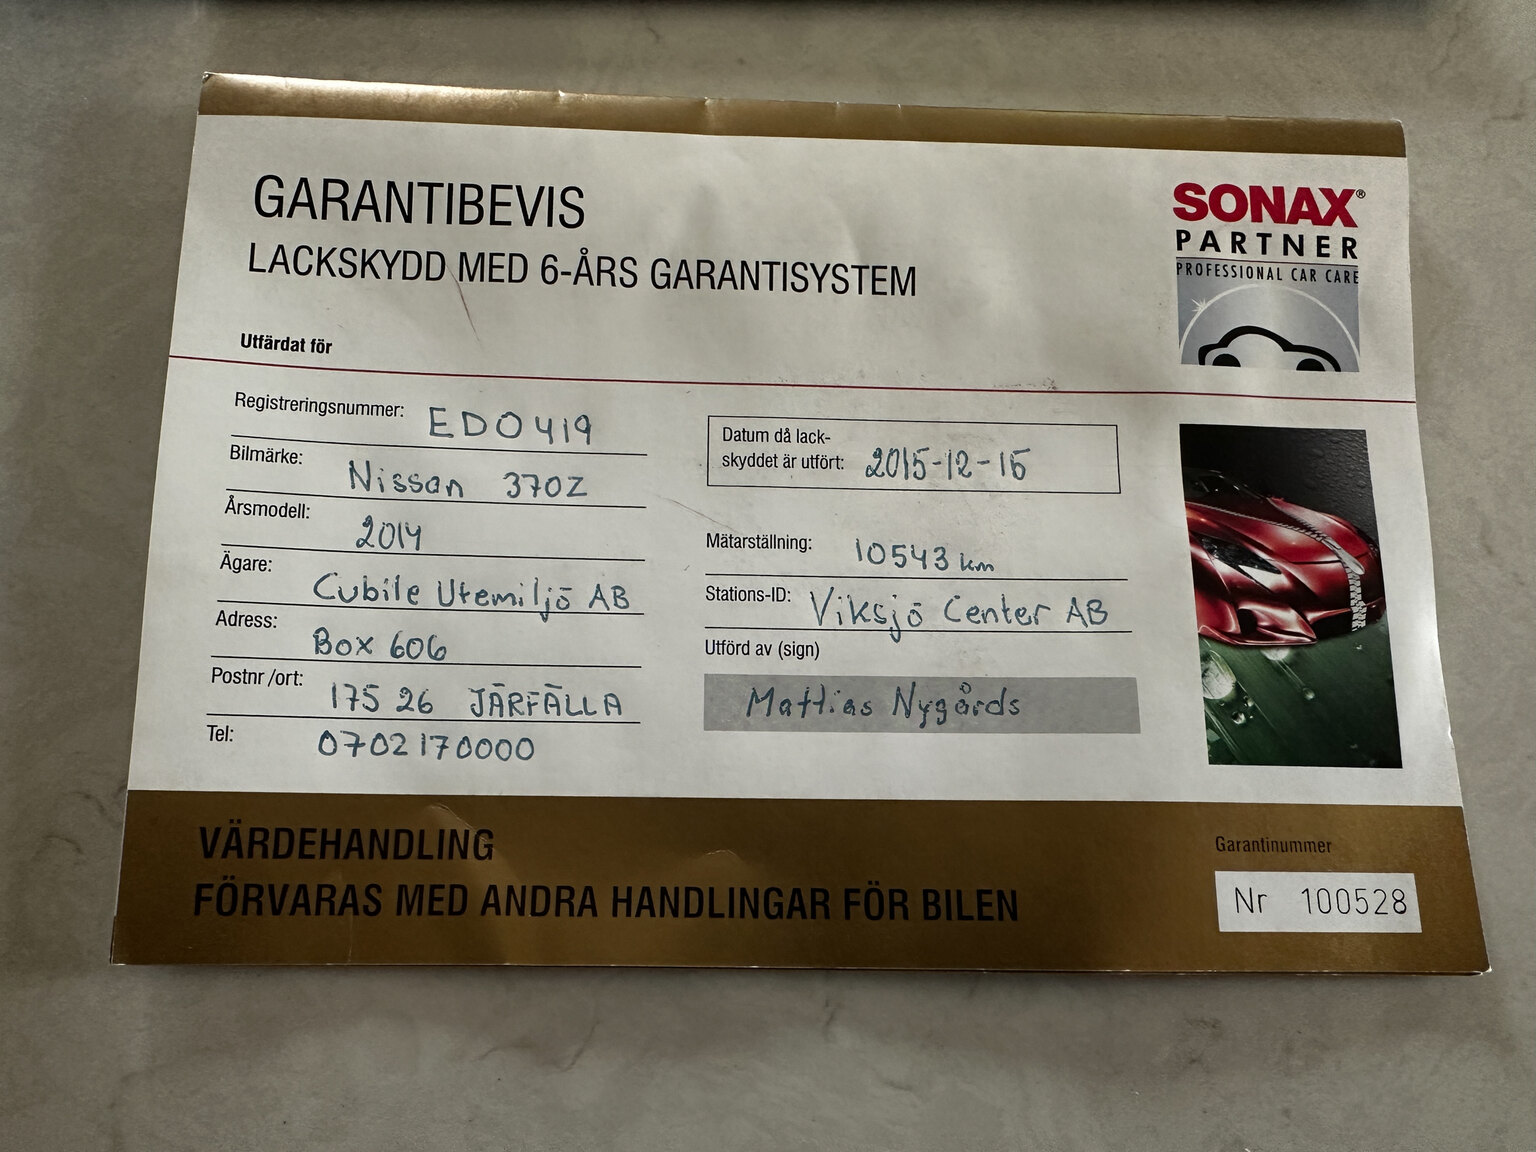 GARANTIBEVIS
LACKSKYDD MED 6-ÅRS GARANTISYSTEM
SONAX®
PARTNER
PROFESSIONAL CAR CARE
Utfärdat för
Registreringsnummer: EDO419
Bilmärke: Nissan 370Z
Årsmodell: 2014
Ägare: Cubile Utemiljö AB
Adress: Box 606
Postnr/ort: 175 26 JÄRFÄLLA
Tel: 0702170000
Datum då lack-
skyddet är utfört: 2015-12-16
Mätarställning: 10543 km
Stations-ID: Viksjö Center AB
Utförd av (sign)
Mattias Nygårds
VÄRDEHANDLING
FÖRVARAS MED ANDRA HANDLINGAR FÖR BILEN
Garantinummer
Nr 100528